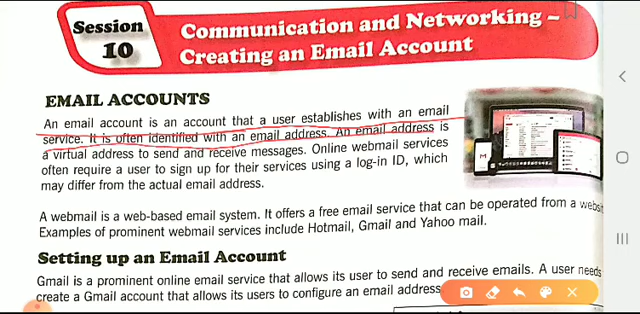 Session
10
Communication and Networking –
Creating an Email Account
EMAIL ACCOUNTS
An email account is an account that a user establishes with an email
service. It is often identified with an email address. An email address is
a virtual address to send and receive messages. Online webmail services
often require a user to sign up for their services using a log-in ID, which
may differ from the actual email address.
A webmail is a web-based email system. It offers a free email service that can be operated from a
Examples of prominent webmail services include Hotmail, Gmail and Yahoo mail.
Setting up an Email Account
Gmail is a prominent online email service that allows its user to send and receive emails. A user needs
create a Gmail account that allows its users to configure an email address